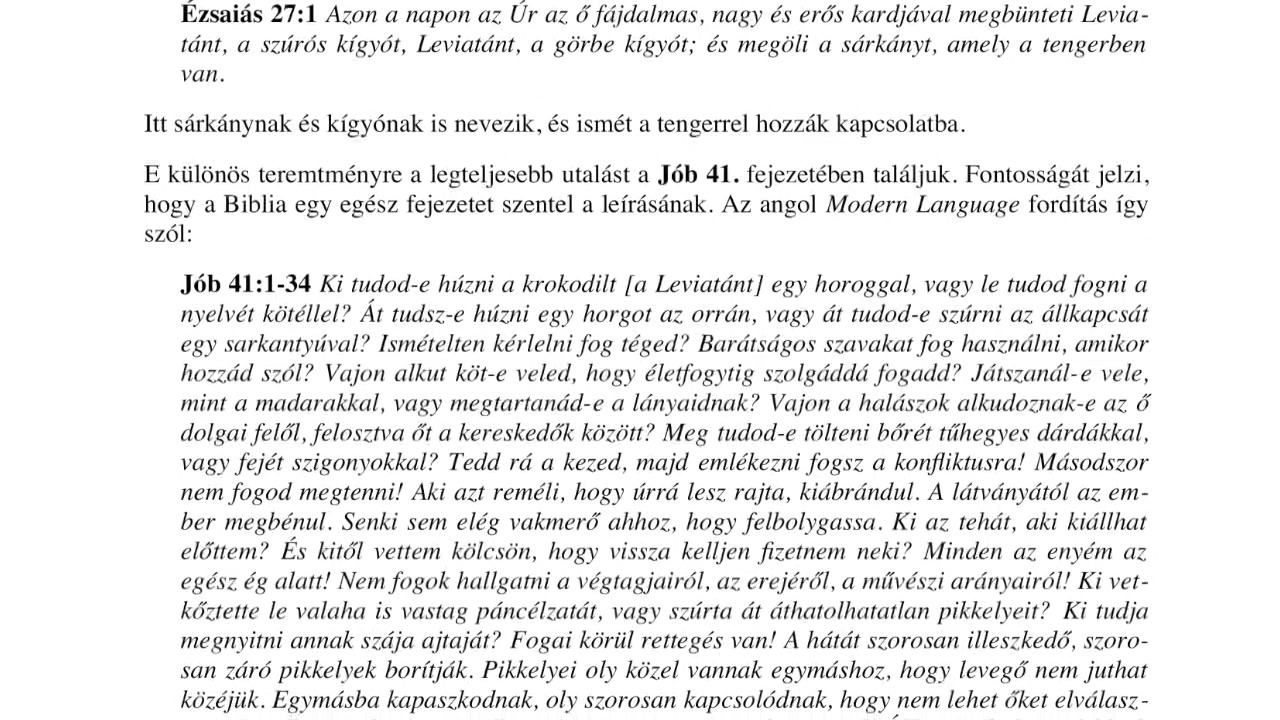 Ézsaiás 27:1 Azon a napon az Úr az ő fájdalmas, nagy és erős kardjával megbünteti Levia-
tánt, a szúrós kígyót, Leviatánt, a görbe kígyót; és megöli a sárkányt, amely a tengerben
van.
Itt sárkánynak és kígyónak is nevezik, és ismét a tengerrel hozzák kapcsolatba.
E különös teremtményre a legteljesebb utalást a Jób 41. fejezetében találjuk. Fontosságát jelzi,
hogy a Biblia egy egész fejezetet szentel a leírásának. Az angol Modern Language fordítás így
szól:
Jób 41:1-34 Ki tudod-e húzni a krokodilt [a Leviatánt] egy horoggal, vagy le tudod fogni a
nyelvét kötéllel? Át tudsz-e húzni egy horgot az orrán, vagy át tudod-e szúrni az állkapcsát
egy sarkantyúval? Ismételten kérlelni fog téged? Barátságos szavakat fog használni, amikor
hozzád szól? Vajon alkut köt-e veled, hogy életfogytig szolgáddá fogadd? Játszanál-e vele,
mint a madarakkal, vagy megtartanád-e a lányaidnak? Vajon a halászok alkudoznak-e az ő
dolgai felől, felosztva őt a kereskedők között? Meg tudod-e tölteni bőrét tűhegyes dárdákkal,
vagy fejét szigonyokkal? Tedd rá a kezed, majd emlékezni fogsz a konfliktusra! Másodszor
nem fogod megtenni! Aki azt reméli, hogy úrrá lesz rajta, kiábrándul. A látványától az em-
ber megbénul. Senki sem elég vakmerő ahhoz, hogy felbolygassa. Ki az tehát, aki kiállhat
előttem? És kitől vettem kölcsön, hogy vissza kelljen fizetnem neki? Minden az enyém az
egész ég alatt! Nem fogok hallgatni a végtagjairól, az erejéről, a művészi arányairól! Ki vet-
kőztette le valaha is vastag páncélzatát, vagy szúrta át áthatolhatatlan pikkelyeit? Ki tudja
megnyitni annak szája ajtaját? Fogai körül rettegés van! A hátát szorosan illeszkedő, szoro-
san záró pikkelyek borítják. Pikkelyei oly közel vannak egymáshoz, hogy levegő nem juthat
közéjük. Egymásba kapaszkodnak, oly szorosan kapcsolódnak, hogy nem lehet őket elválasz-